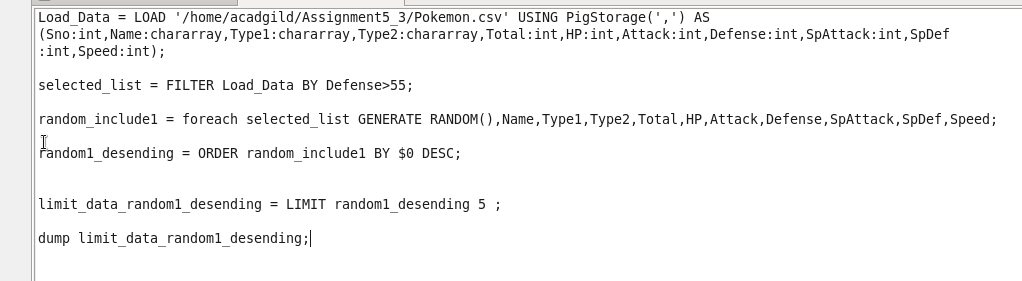 Load_Data = LOAD '/home/acadgild/Assignment5_3/Pokemon.csv' USING PigStorage(',') AS
(Sno:int,Name:chararray,Type1:chararray,Type2:chararray,Total:int,HP:int,Attack:int,Defense:int,SpAttack:int,SpDef
:int,Speed:int);
selected_list = FILTER Load_Data BY Defense>55;
random_include1 = foreach selected_list GENERATE RANDOM(),Name,Type1,Type2,Total,HP,Attack,Defense,SpAttack,SpDef,Speed;
random1_desending = ORDER random_include1 BY $0 DESC;
limit_data_random1_desending = LIMIT random1_desending 5 ;
dump limit_data_random1_desending;